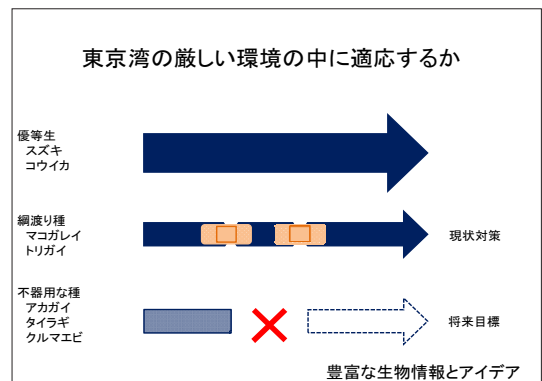 東京湾の厳しい環境の中に適応するか
優等生
スズキ
コウイカ
綱渡り種
マコガレイ
トリガイ
現状対策
不器用な種
アカガイ
タイラギ
クルマエビ
将来目標
豊富な生物情報とアイデア